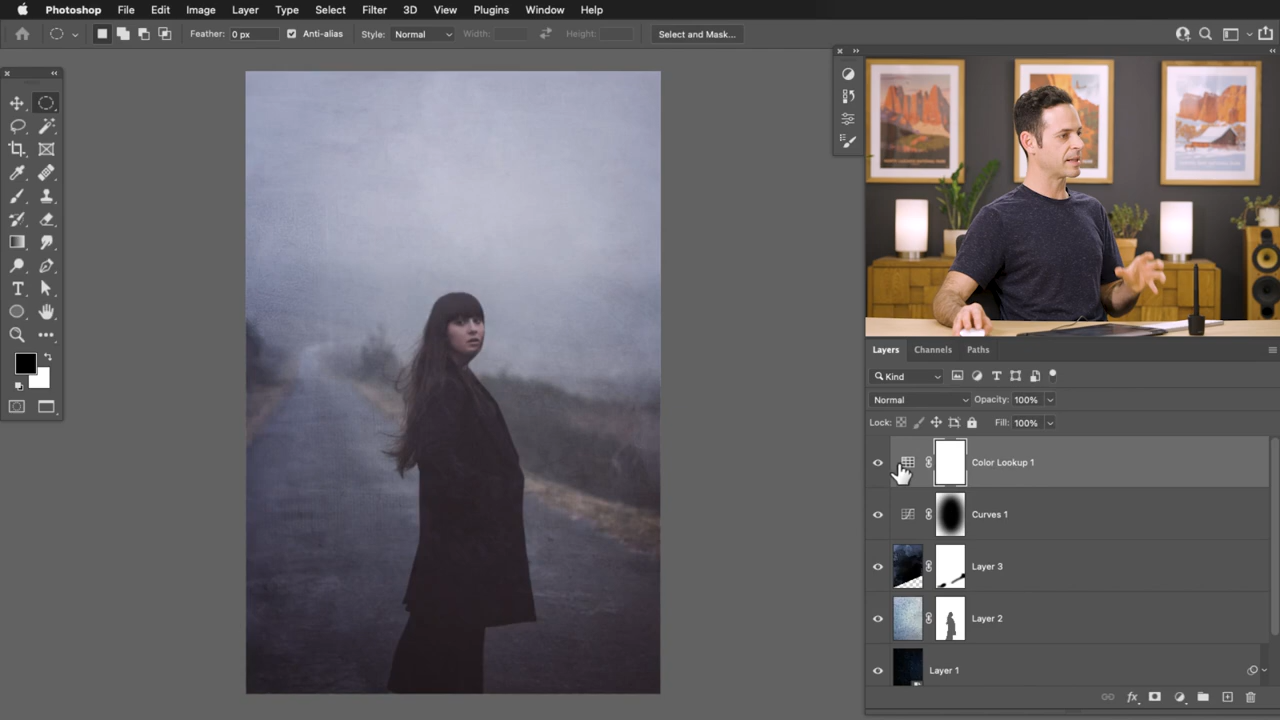 Photoshop File Edit Image Layer Type Select Filter 3D View Plugins Window Help
Feather: 0 px Anti-alias Style: Normal Width: Height: Select and Mask...
Layers Channels Paths
Kind
Normal Opacity: 100%
Lock: Fill: 100%
Color Lookup 1
Curves 1
Layer 3
Layer 2
Layer 1